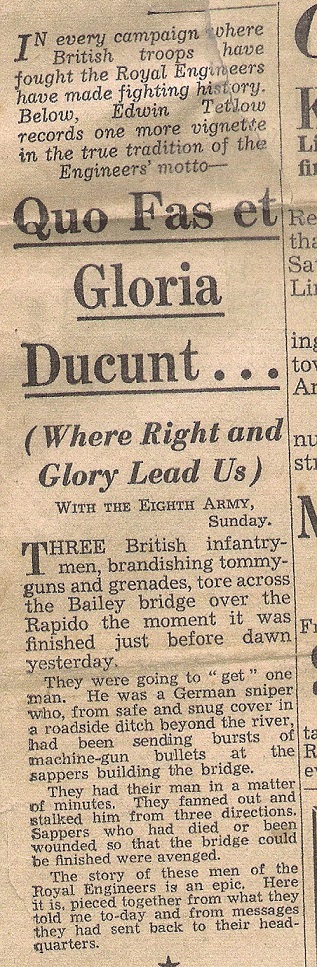 IN every campaign where
British troops have
fought the Royal Engineers
have made fighting history.
Below, Edwin Tetlow
records one more vignette
in the true tradition of the
Engineers' motto—
Quo Fas et
Gloria
Ducunt ...
(Where Right and
Glory Lead Us)
WITH THE EIGHTH ARMY,
Sunday.
THREE British infantry-
men, brandishing tommy-
guns and grenades, tore across
the Bailey bridge over the
Rapido the moment it was
finished just before dawn
yesterday.
They were going to " get " one
man. He was a German sniper
who, from safe and snug cover in
a roadside ditch beyond the river,
had been sending bursts of
machine-gun bullets at the
sappers building the bridge.
They had their man in a matter
of minutes. They fanned out and
stalked him from three directions.
Sappers who had died or been
wounded so that the bridge could
be finished were avenged.
The story of these men of the
Royal Engineers is an epic. Here
it is, pieced together from what they
told me to-day and from messages
they had sent back to their head-
quarters.